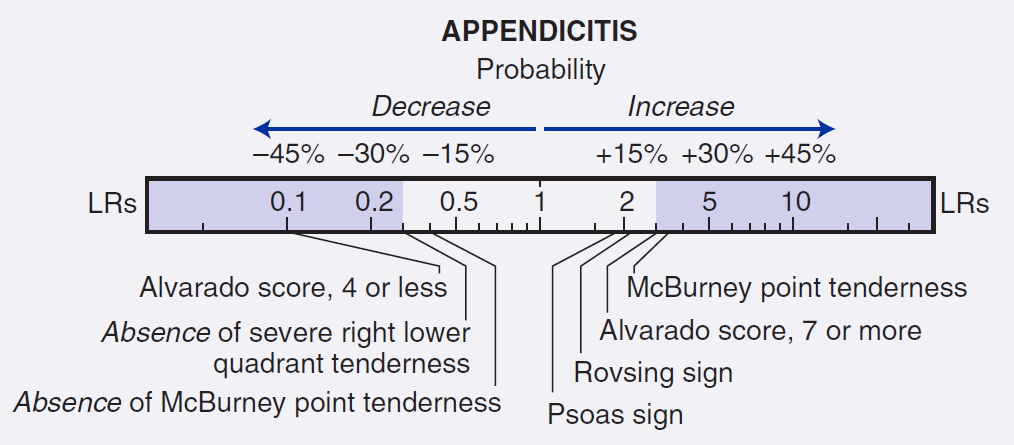 APPENDICITIS
Probability
Decrease Increase
–45% –30% –15% +15% +30% +45%
LRs 0.1 0.2 0.5 1 2 5 10 LRs
Alvarado score, 4 or less
Absence of severe right lower
quadrant tenderness
Absence of McBurney point tenderness
McBurney point tenderness
Alvarado score, 7 or more
Rovsing sign
Psoas sign